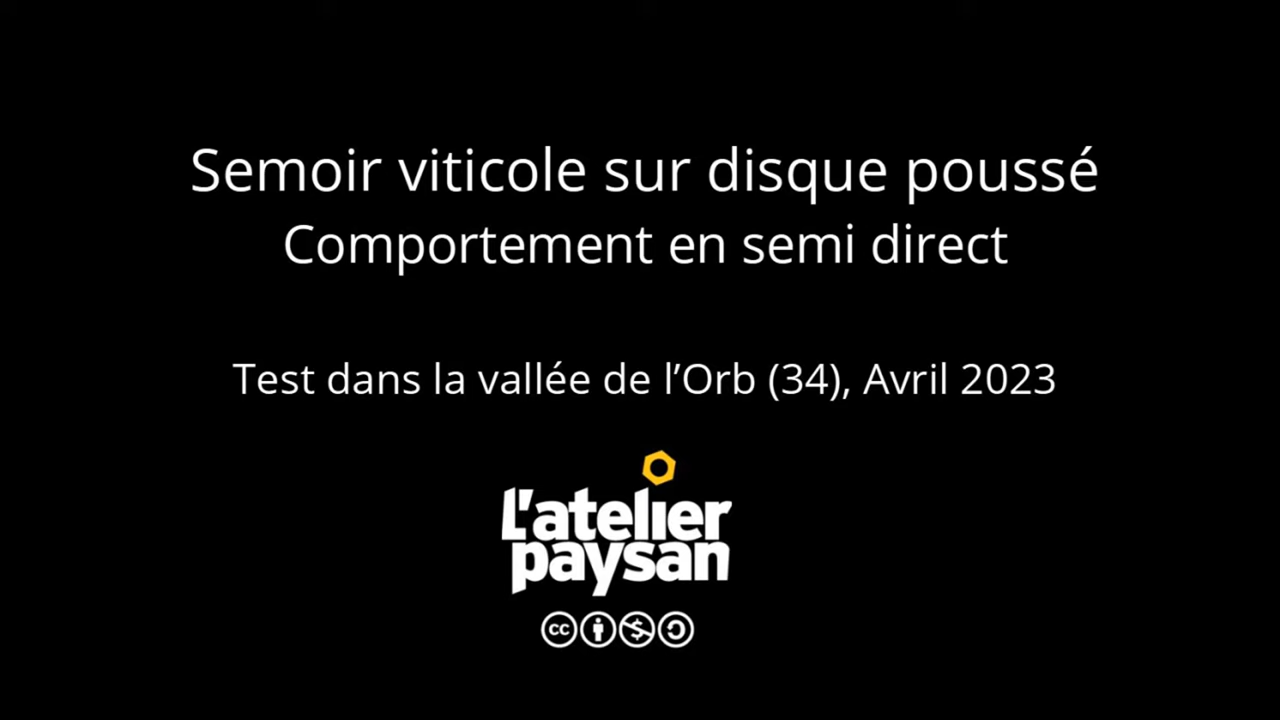 Semoir viticole sur disque poussé
Comportement en semi direct
Test dans la vallée de l’Orb (34), Avril 2023
l'atelier
paysan
cc